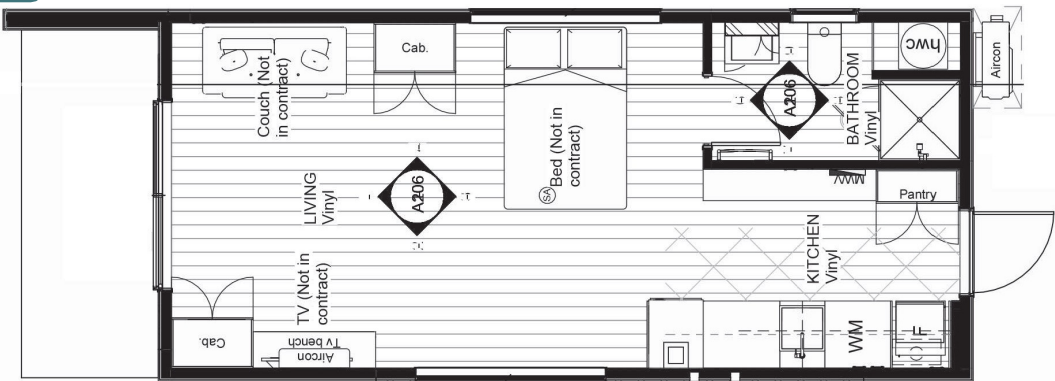 Couch (Not
in contract)
Cab.
Bed (Not in
contract)
SA
A206
BATHROOM
Vinyl
hwc
Aircon
LIVING
Vinyl
A206
Pantry
KITCHEN
Vinyl
TV (Not in
contract)
Cab.
Aircon
Tv bench
WM
F